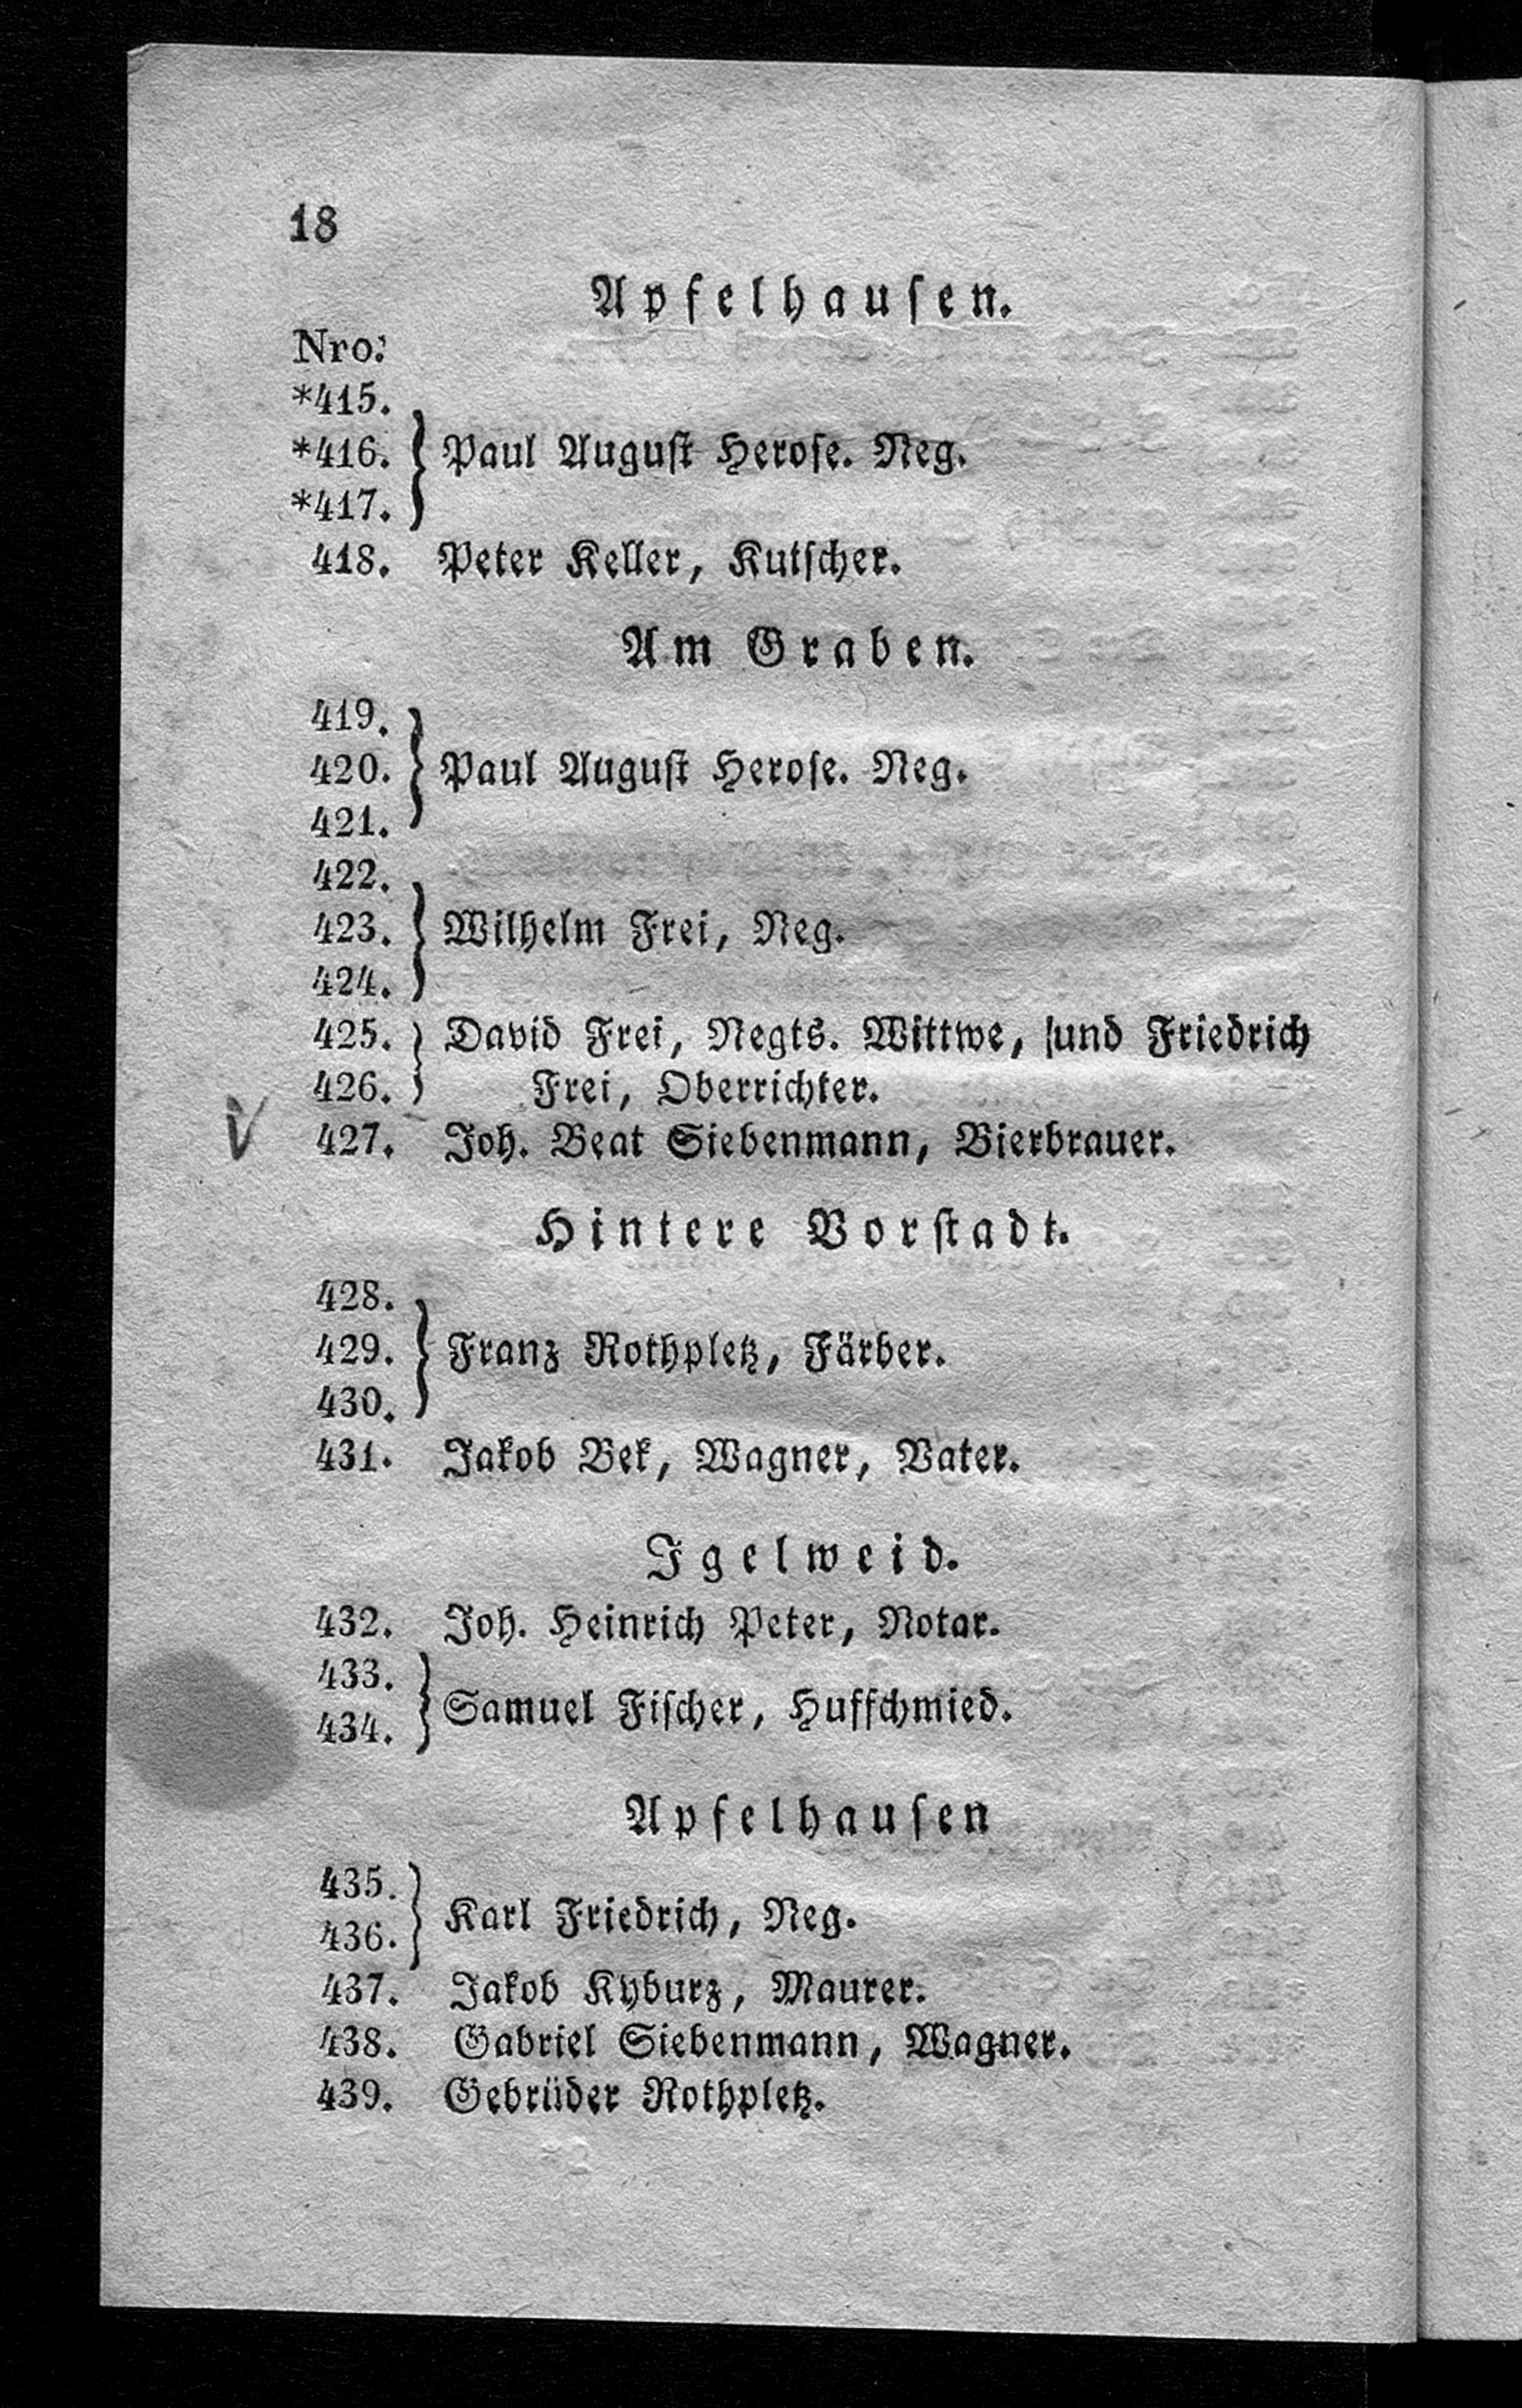 18
Apfelhausen.
Nro.
*415.
*416. Paul August Herose. Neg.
*417.
418. Peter Keller, Kutscher.
Am Graben.
419.
420. Paul August Herose. Neg.
421.
422.
423. Wilhelm Frei, Neg.
424.
425. David Frei, Negts. Wittwe, und Friedrich
426. Frei, Oberrichter.
427. Joh. Beat Siebenmann, Bierbrauer.
Hintere Vorstadt.
428.
429. Franz Rothpletz, Färber.
430.
431. Jakob Bek, Wagner, Vater.
Igelweid.
432. Joh. Heinrich Peter, Notar.
433.
434. Samuel Fischer, Huffschmied.
Apfelhausen
435.
436. Karl Friedrich, Neg.
437. Jakob Kyburz, Maurer.
438. Gabriel Siebenmann, Wagner.
439. Gebrüder Rothpletz.